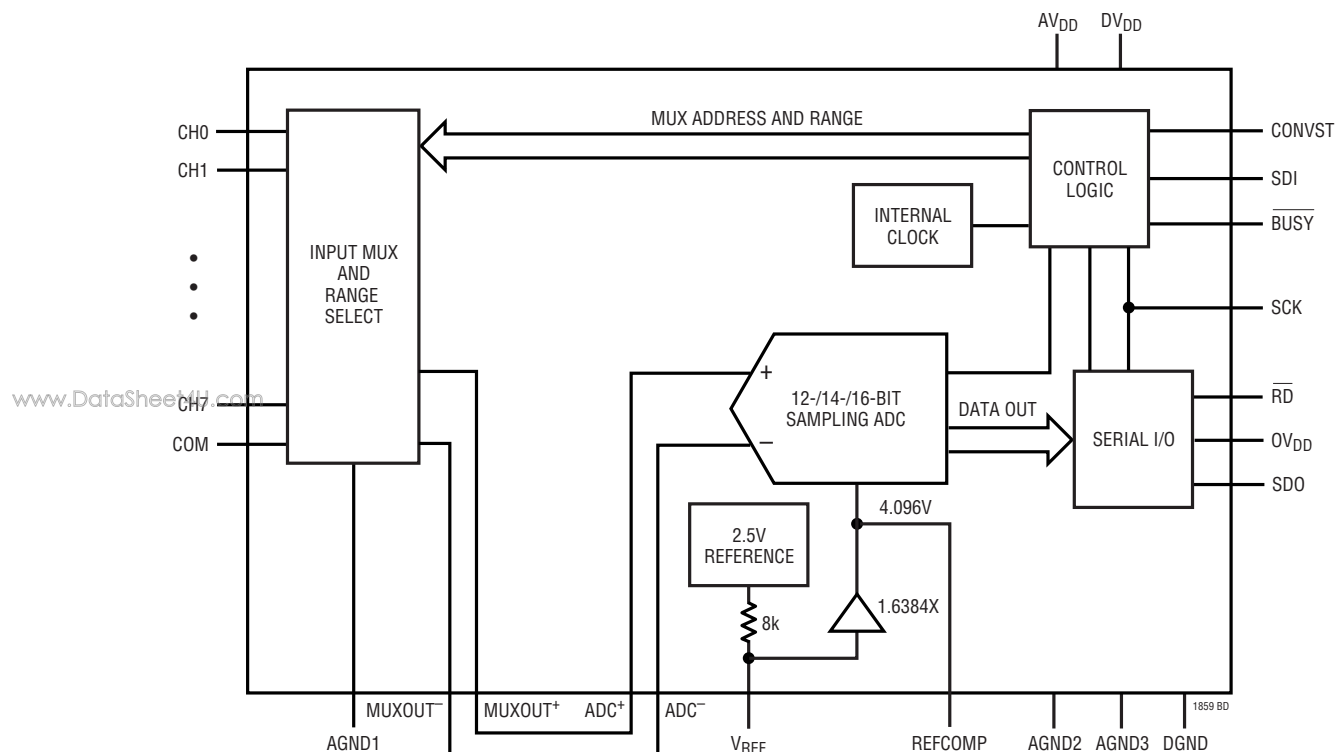 AVDD DVDD
CH0
CH1
CH7
COM
www.DataSheet4U.com
INPUT MUX
AND
RANGE
SELECT
MUX ADDRESS AND RANGE
INTERNAL
CLOCK
CONTROL
LOGIC
CONVST
SDI
BUSY
SCK
RD
OVDD
SDO
+
−
12-/14-/16-BIT
SAMPLING ADC
DATA OUT
SERIAL I/O
4.096V
2.5V
REFERENCE
8k
1.6384X
MUXOUT− MUXOUT+ ADC+ ADC−
1859 BD
AGND1 VREF REFCOMP AGND2 AGND3 DGND